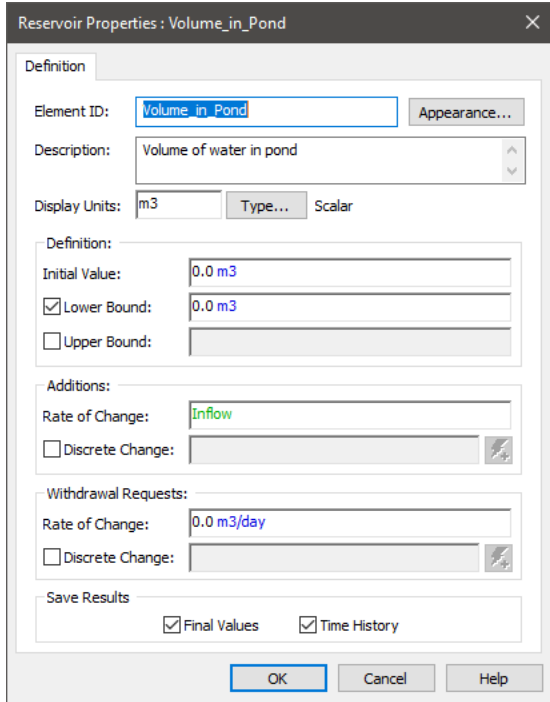 Reservoir Properties : Volume_in_Pond
Definition
Element ID: Volume_in_Pond Appearance...
Description: Volume of water in pond
Display Units: m3 Type... Scalar
Definition:
Initial Value: 0.0 m3
Lower Bound: 0.0 m3
Upper Bound:
Additions:
Rate of Change: Inflow
Discrete Change:
Withdrawal Requests:
Rate of Change: 0.0 m3/day
Discrete Change:
Save Results
Final Values Time History
OK Cancel Help